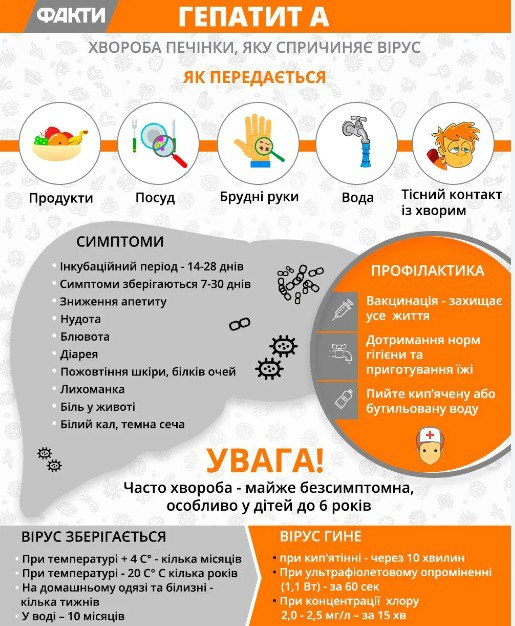 ФАКТИ
ГЕПАТИТ А
ХВОРОБА ПЕЧІНКИ, ЯКУ СПРИЧИНЯЄ ВІРУС
ЯК ПЕРЕДАЄТЬСЯ
Продукти
Посуд
Брудні руки
Вода
Тісний контакт
із хворим
СИМПТОМИ
• Інкубаційний період - 14-28 днів
• Симптоми зберігаються 7-30 днів
• Зниження апетиту
• Нудота
• Блювота
• Діарея
• Пожовтіння шкіри, білків очей
• Лихоманка
• Біль у животі
• Білий кал, темна сеча
ПРОФІЛАКТИКА
Вакцинація - захищає
усе життя
Дотримання норм
гігієни та
приготування їжі
Пийте кип’ячену або
бутильовану воду
УВАГА!
Часто хвороба - майже безсимптомна,
особливо у дітей до 6 років
ВІРУС ЗБЕРІГАЄТЬСЯ
• При температурі + 4 С° - кілька місяців
• При температурі - 20 С° С кілька років
• На домашньому одязі та білизні -
кілька тижнів
• У воді – 10 місяців
ВІРУС ГИНЕ
• при кип'ятінні - через 10 хвилин
• При ультрафіолетовому опроміненні
(1,1 Вт) - за 60 сек
• При концентрації хлору
2,0 - 2,5 мг/л – за 15 хв